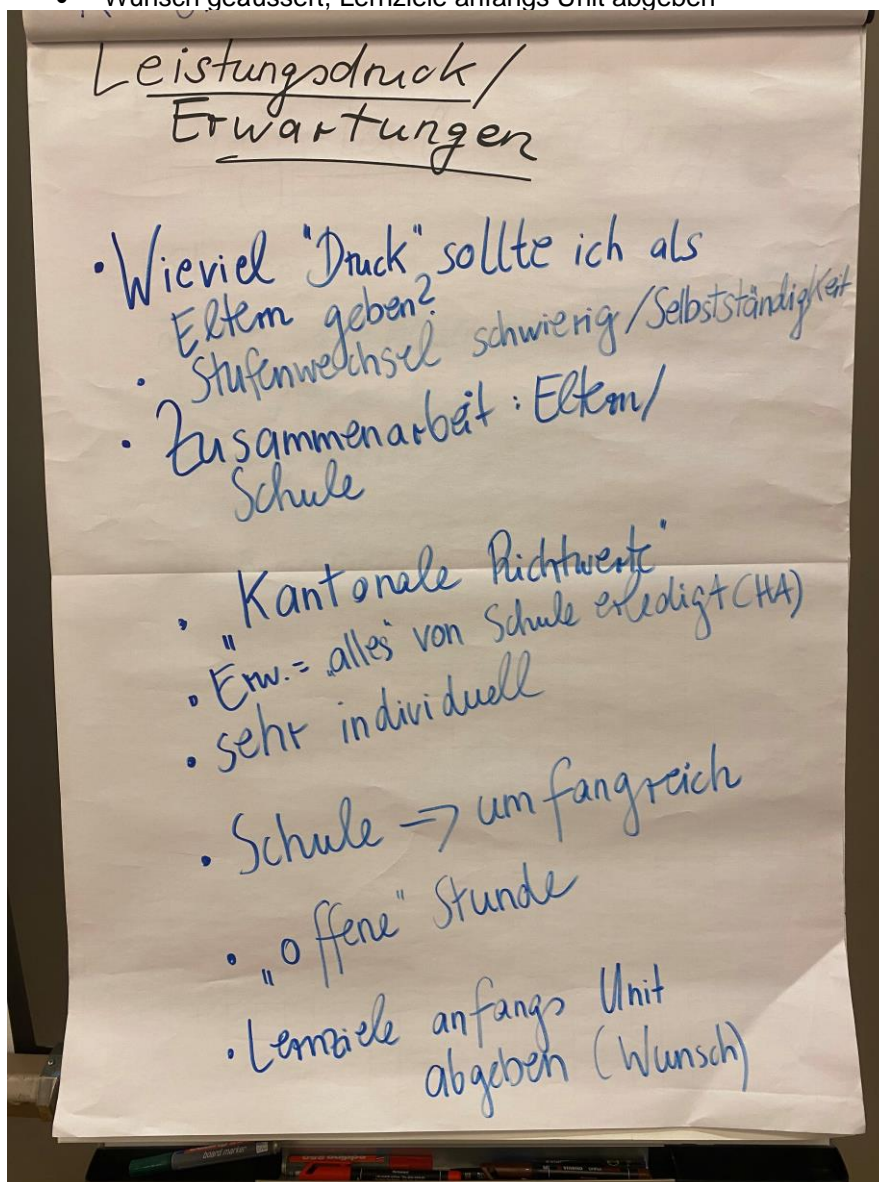 Wunsch geäussert, Lernziele anfangs Unit abgeben
Leistungsdruck/
Erwartungen
• Wieviel "Druck" sollte ich als
Eltern geben?
• Stufenwechsel schwierig/Selbstständigkeit
• Zusammenarbeit: Eltern/
Schule
• „Kantonale Richtwerte"
• Erw. = „alles" von Schule erledigt (HA)
• sehr individuell
• Schule => umfangreich
• „offene" Stunde
• Lernziele anfangs Unit
abgeben (Wunsch)
board marker